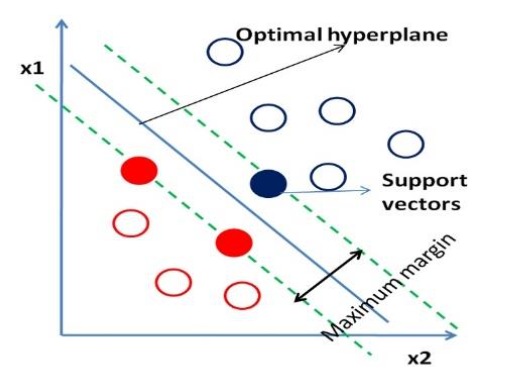 Optimal hyperplane
x1
Support
vectors
Maximum margin
x2